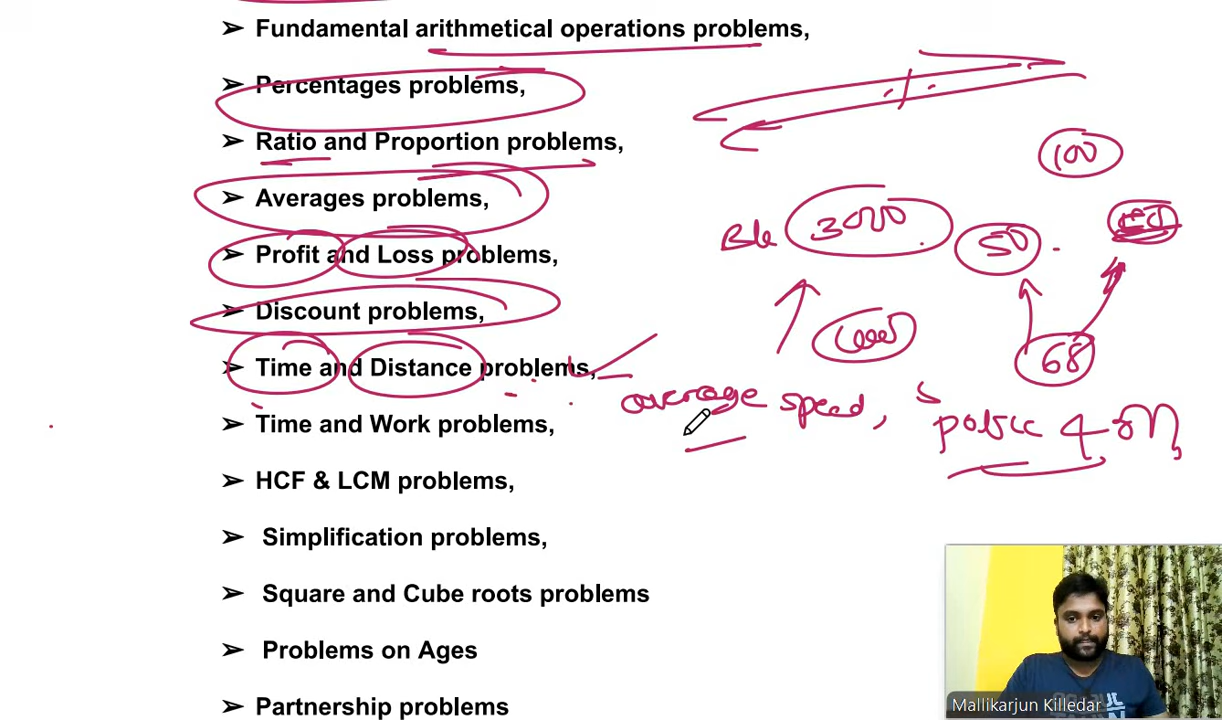 ➢ Fundamental arithmetical operations problems,
➢ Percentages problems,
➢ Ratio and Proportion problems,
100
➢ Averages problems,
3000
50
➢ Profit and Loss problems,
➢ Discount problems,
➢ Time and Distance problems,
68
average speed,
➢ Time and Work problems,
➢ HCF & LCM problems,
➢ Simplification problems,
➢ Square and Cube roots problems
➢ Problems on Ages
➢ Partnership problems
Mallikarjun Killedar